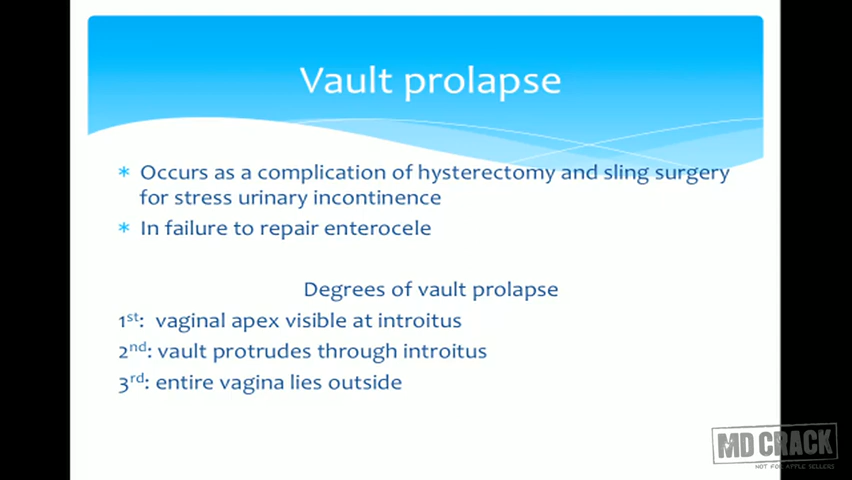 Vault prolapse
* Occurs as a complication of hysterectomy and sling surgery
for stress urinary incontinence
* In failure to repair enterocele
Degrees of vault prolapse
1st: vaginal apex visible at introitus
2nd: vault protrudes through introitus
3rd: entire vagina lies outside
MD CRACK
NOT FOR APPLE SELLERS